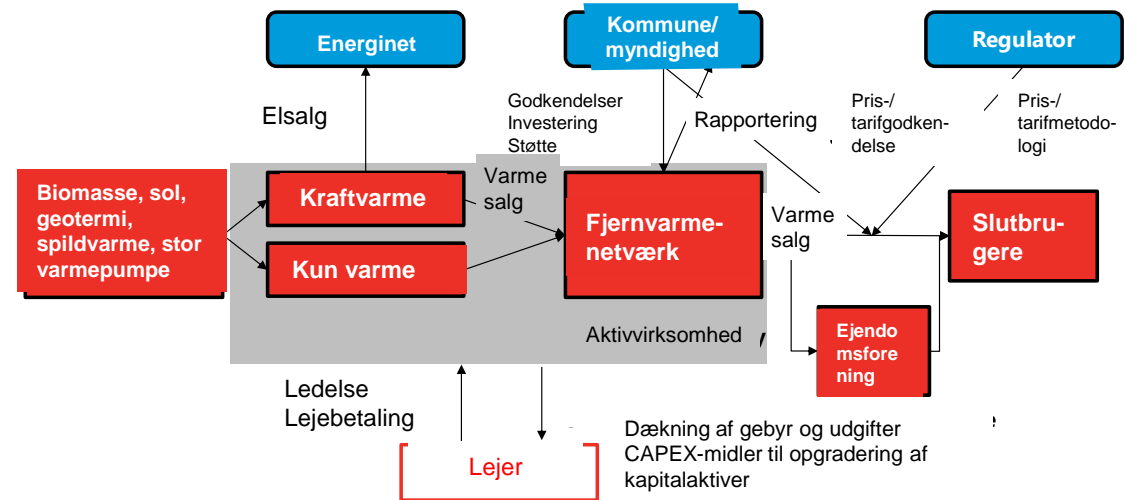 Energinet
Kommune/
myndighed
Regulator
Elsalg
Godkendelser
Investering
Støtte
Rapportering
Pris-/
tarifgodken-
delse
Pris-/
tarifmetodo-
logi
Biomasse, sol,
geotermi,
spildvarme, stor
varmepumpe
Kraftvarme
Kun varme
Varme
salg
Fjernvarme-
netværk
Varme
salg
Slutbru-
gere
Aktivvirksomhed
Ejendo
msfore
ning
Ledelse
Lejebetaling
Lejer
Dækning af gebyr og udgifter
CAPEX-midler til opgradering af
kapitalaktiver